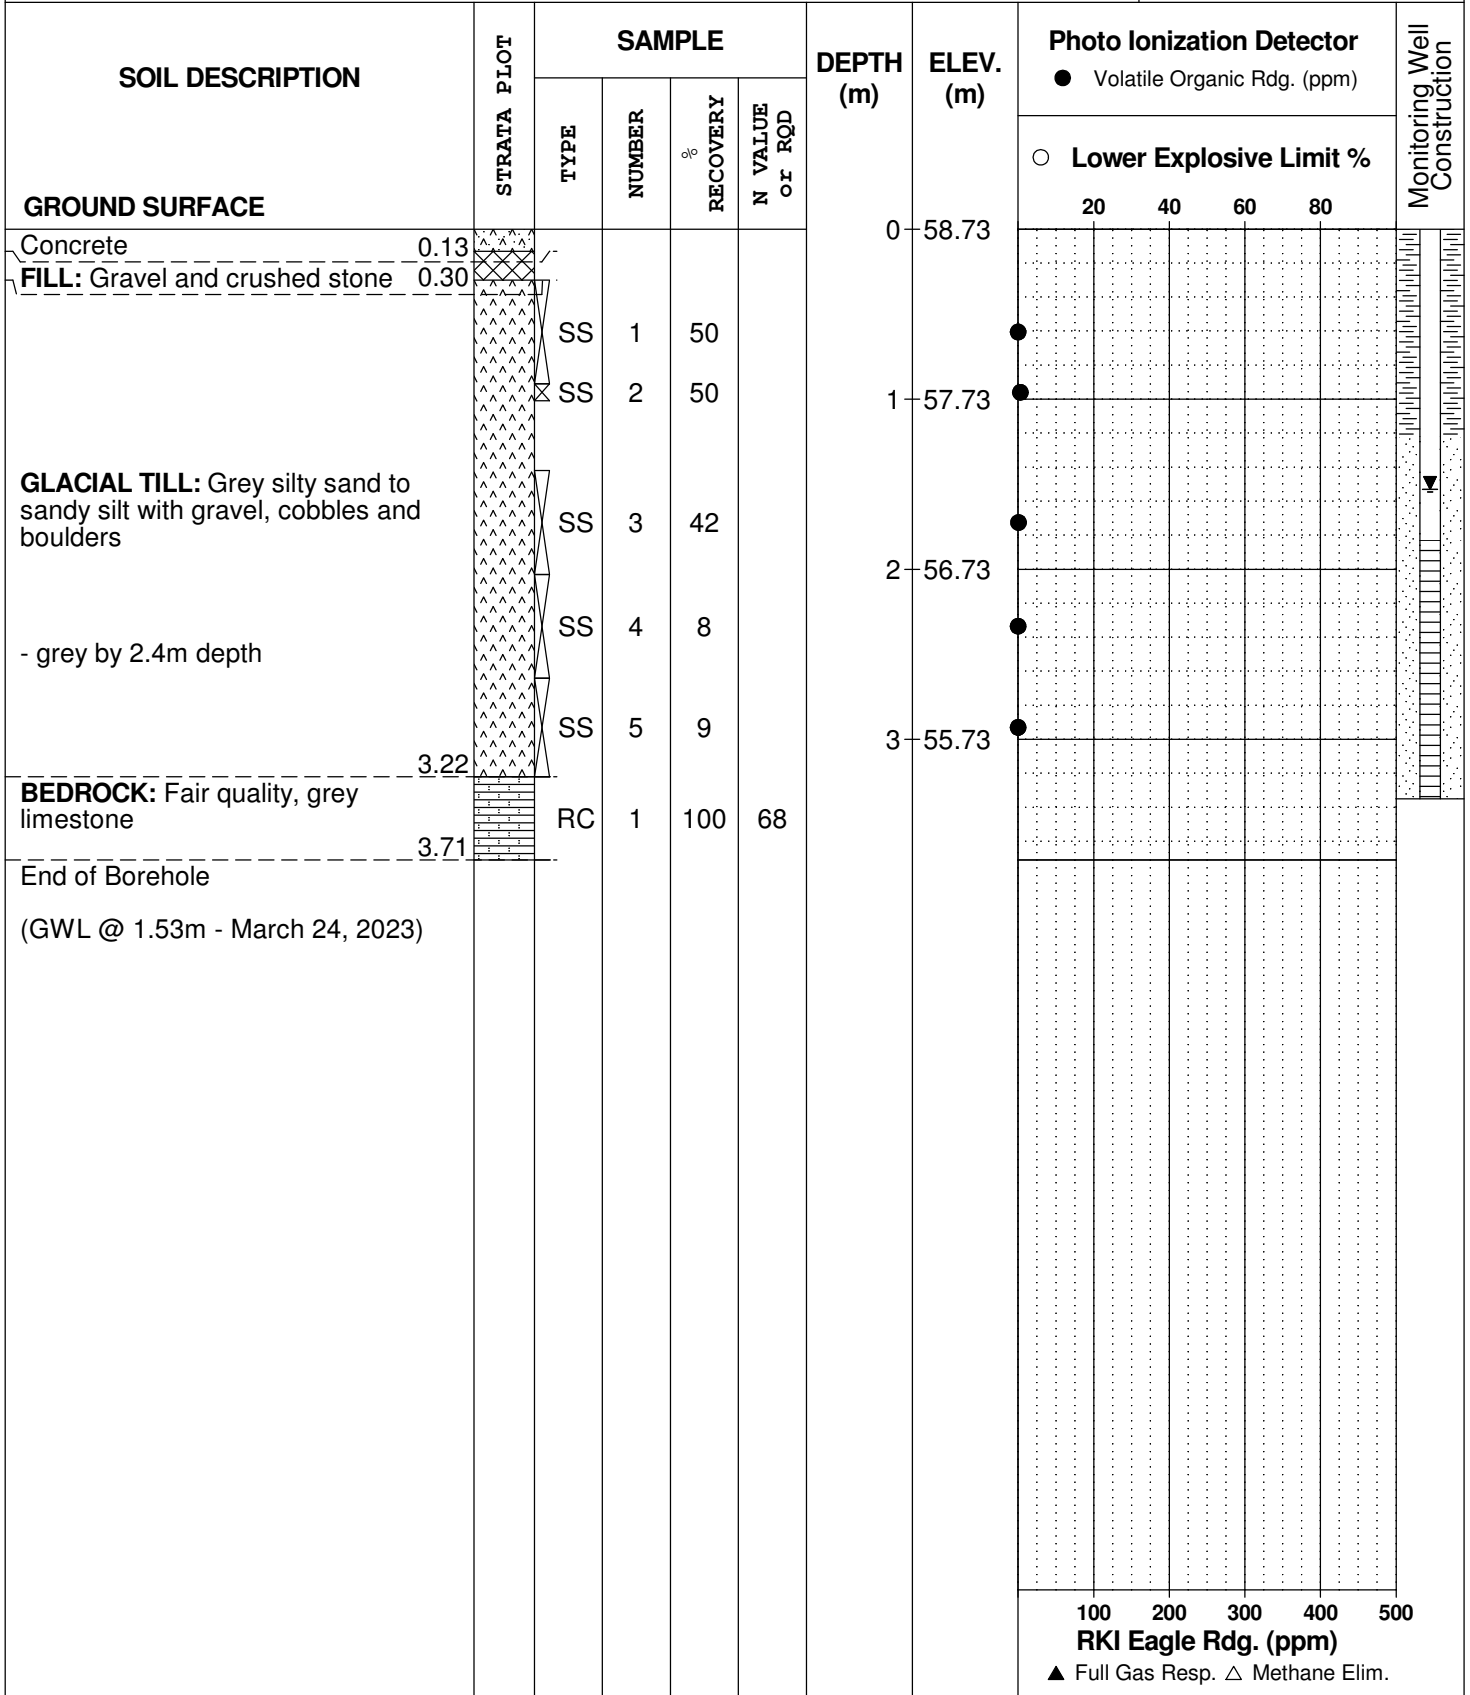 SOIL DESCRIPTION
GROUND SURFACE
STRATA PLOT
SAMPLE
TYPE
NUMBER
% RECOVERY
N VALUE
or RQD
DEPTH
(m)
ELEV.
(m)
Photo Ionization Detector
● Volatile Organic Rdg. (ppm)
○ Lower Explosive Limit %
20 40 60 80
Monitoring Well
Construction
0 58.73
Concrete 0.13
FILL: Gravel and crushed stone 0.30
SS 1 50
SS 2 50
1 57.73
GLACIAL TILL: Grey silty sand to
sandy silt with gravel, cobbles and
boulders
SS 3 42
2 56.73
SS 4 8
- grey by 2.4m depth
SS 5 9
3 55.73
3.22
BEDROCK: Fair quality, grey
limestone
RC 1 100 68
3.71
End of Borehole
(GWL @ 1.53m - March 24, 2023)
100 200 300 400 500
RKI Eagle Rdg. (ppm)
▲ Full Gas Resp. △ Methane Elim.